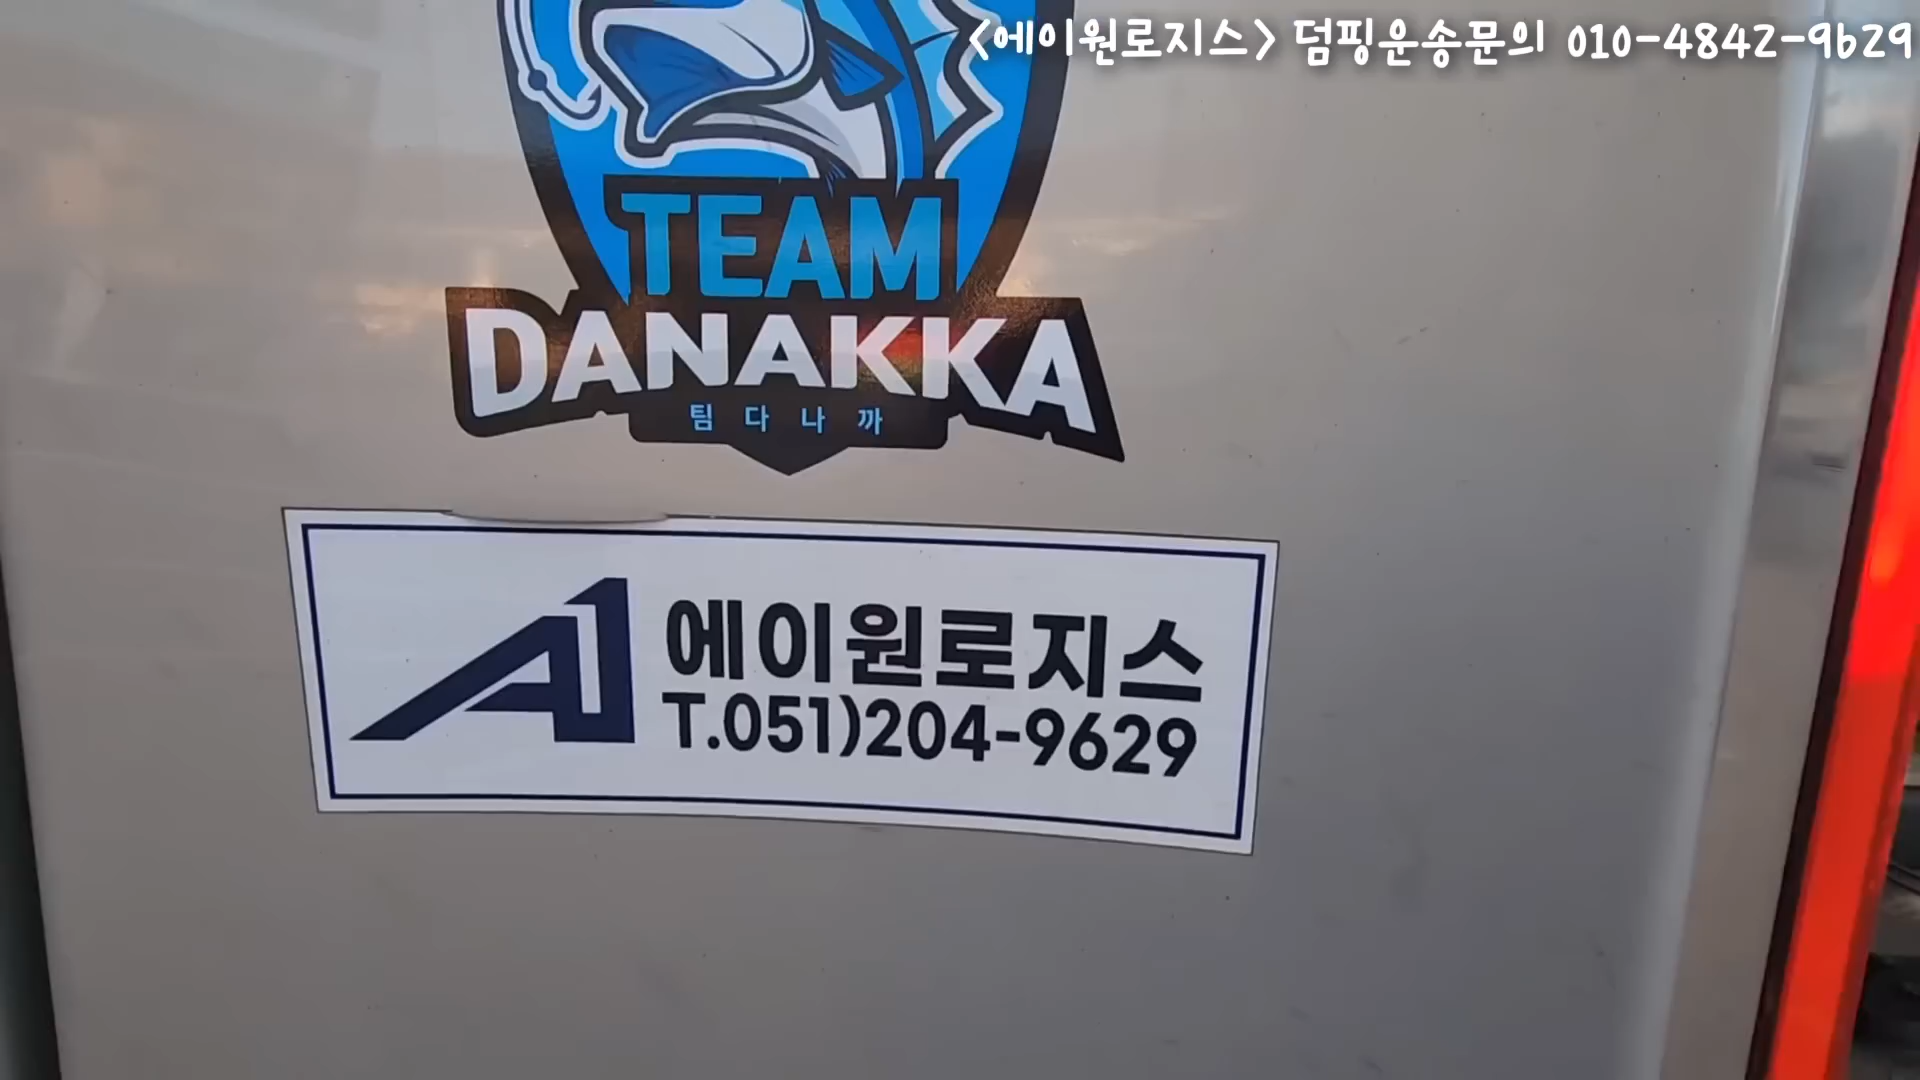 <에이원로지스> 덤핑운송문의 010-4842-9629
TEAM
DANAKKA
팀 다 나 까
A1 에이원로지스
T.051)204-9629